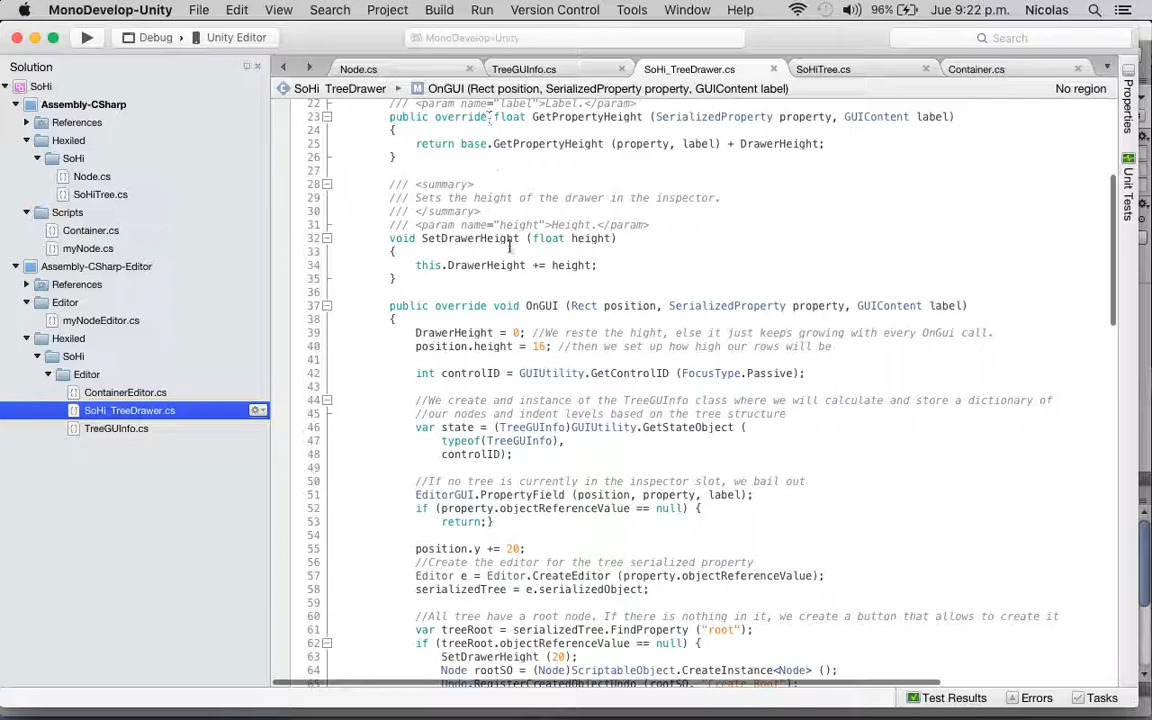 MonoDevelop-Unity File Edit View Search Project Build Run Version Control Tools Window Help 96% Jue 9:22 p.m. Nicolas
Debug Unity Editor MonoDevelop-Unity Search
Solution
SoHi
Assembly-CSharp
References
Hexiled
SoHi
Node.cs
SoHiTree.cs
Scripts
Container.cs
myNode.cs
Assembly-CSharp-Editor
References
Editor
myNodeEditor.cs
Hexiled
SoHi
Editor
ContainerEditor.cs
SoHi_TreeDrawer.cs
TreeGUInfo.cs
Node.cs TreeGUInfo.cs SoHi_TreeDrawer.cs SoHiTree.cs Container.cs
SoHi TreeDrawer OnGUI (Rect position, SerializedProperty property, GUIContent label) No region
22 /// <param name="label">Label.</param>
23 public override float GetPropertyHeight (SerializedProperty property, GUIContent label)
24 {
25 return base.GetPropertyHeight (property, label) + DrawerHeight;
26 }
27
28 /// <summary>
29 /// Sets the height of the drawer in the inspector.
30 /// </summary>
31 /// <param name="height">Height.</param>
32 void SetDrawerHeight (float height)
33 {
34 this.DrawerHeight += height;
35 }
36
37 public override void OnGUI (Rect position, SerializedProperty property, GUIContent label)
38 {
39 DrawerHeight = 0; //We reste the hight, else it just keeps growing with every OnGui call.
40 position.height = 16; //then we set up how high our rows will be
41
42 int controlID = GUIUtility.GetControlID (FocusType.Passive);
43
44 //We create and instance of the TreeGUInfo class where we will calculate and store a dictionary of
45 //our nodes and indent levels based on the tree structure
46 var state = (TreeGUInfo)GUIUtility.GetStateObject (
47 typeof(TreeGUInfo),
48 controlID);
49
50 //If no tree is currently in the inspector slot, we bail out
51 EditorGUI.PropertyField (position, property, label);
52 if (property.objectReferenceValue == null) {
53 return;}
54
55 position.y += 20;
56 //Create the editor for the tree serialized property
57 Editor e = Editor.CreateEditor (property.objectReferenceValue);
58 serializedTree = e.serializedObject;
59
60 //All tree have a root node. If there is nothing in it, we create a button that allows to create it
61 var treeRoot = serializedTree.FindProperty ("root");
62 if (treeRoot.objectReferenceValue == null) {
63 SetDrawerHeight (20);
64 Node rootSO = (Node)ScriptableObject.CreateInstance<Node> ();
65 Undo.RegisterCreatedObjectUndo (rootSO, "Create Root");
Properties
Unit Tests
Test Results Errors Tasks